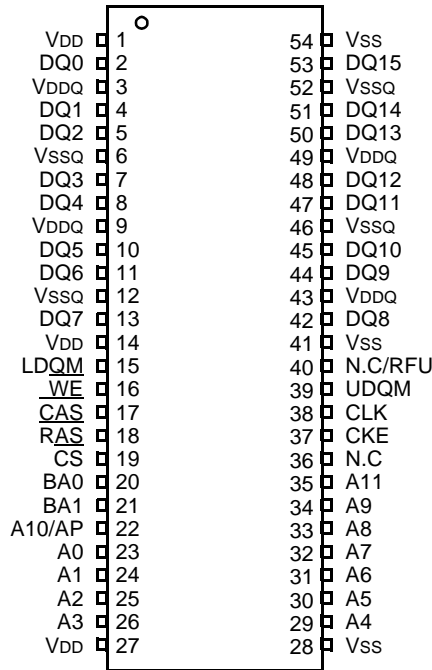 VDD 1 54 VSS
DQ0 2 53 DQ15
VDDQ 3 52 VSSQ
DQ1 4 51 DQ14
DQ2 5 50 DQ13
VSSQ 6 49 VDDQ
DQ3 7 48 DQ12
DQ4 8 47 DQ11
VDDQ 9 46 VSSQ
DQ5 10 45 DQ10
DQ6 11 44 DQ9
VSSQ 12 43 VDDQ
DQ7 13 42 DQ8
VDD 14 41 VSS
LDQM 15 40 N.C/RFU
WE 16 39 UDQM
CAS 17 38 CLK
RAS 18 37 CKE
CS 19 36 N.C
BA0 20 35 A11
BA1 21 34 A9
A10/AP 22 33 A8
A0 23 32 A7
A1 24 31 A6
A2 25 30 A5
A3 26 29 A4
VDD 27 28 VSS